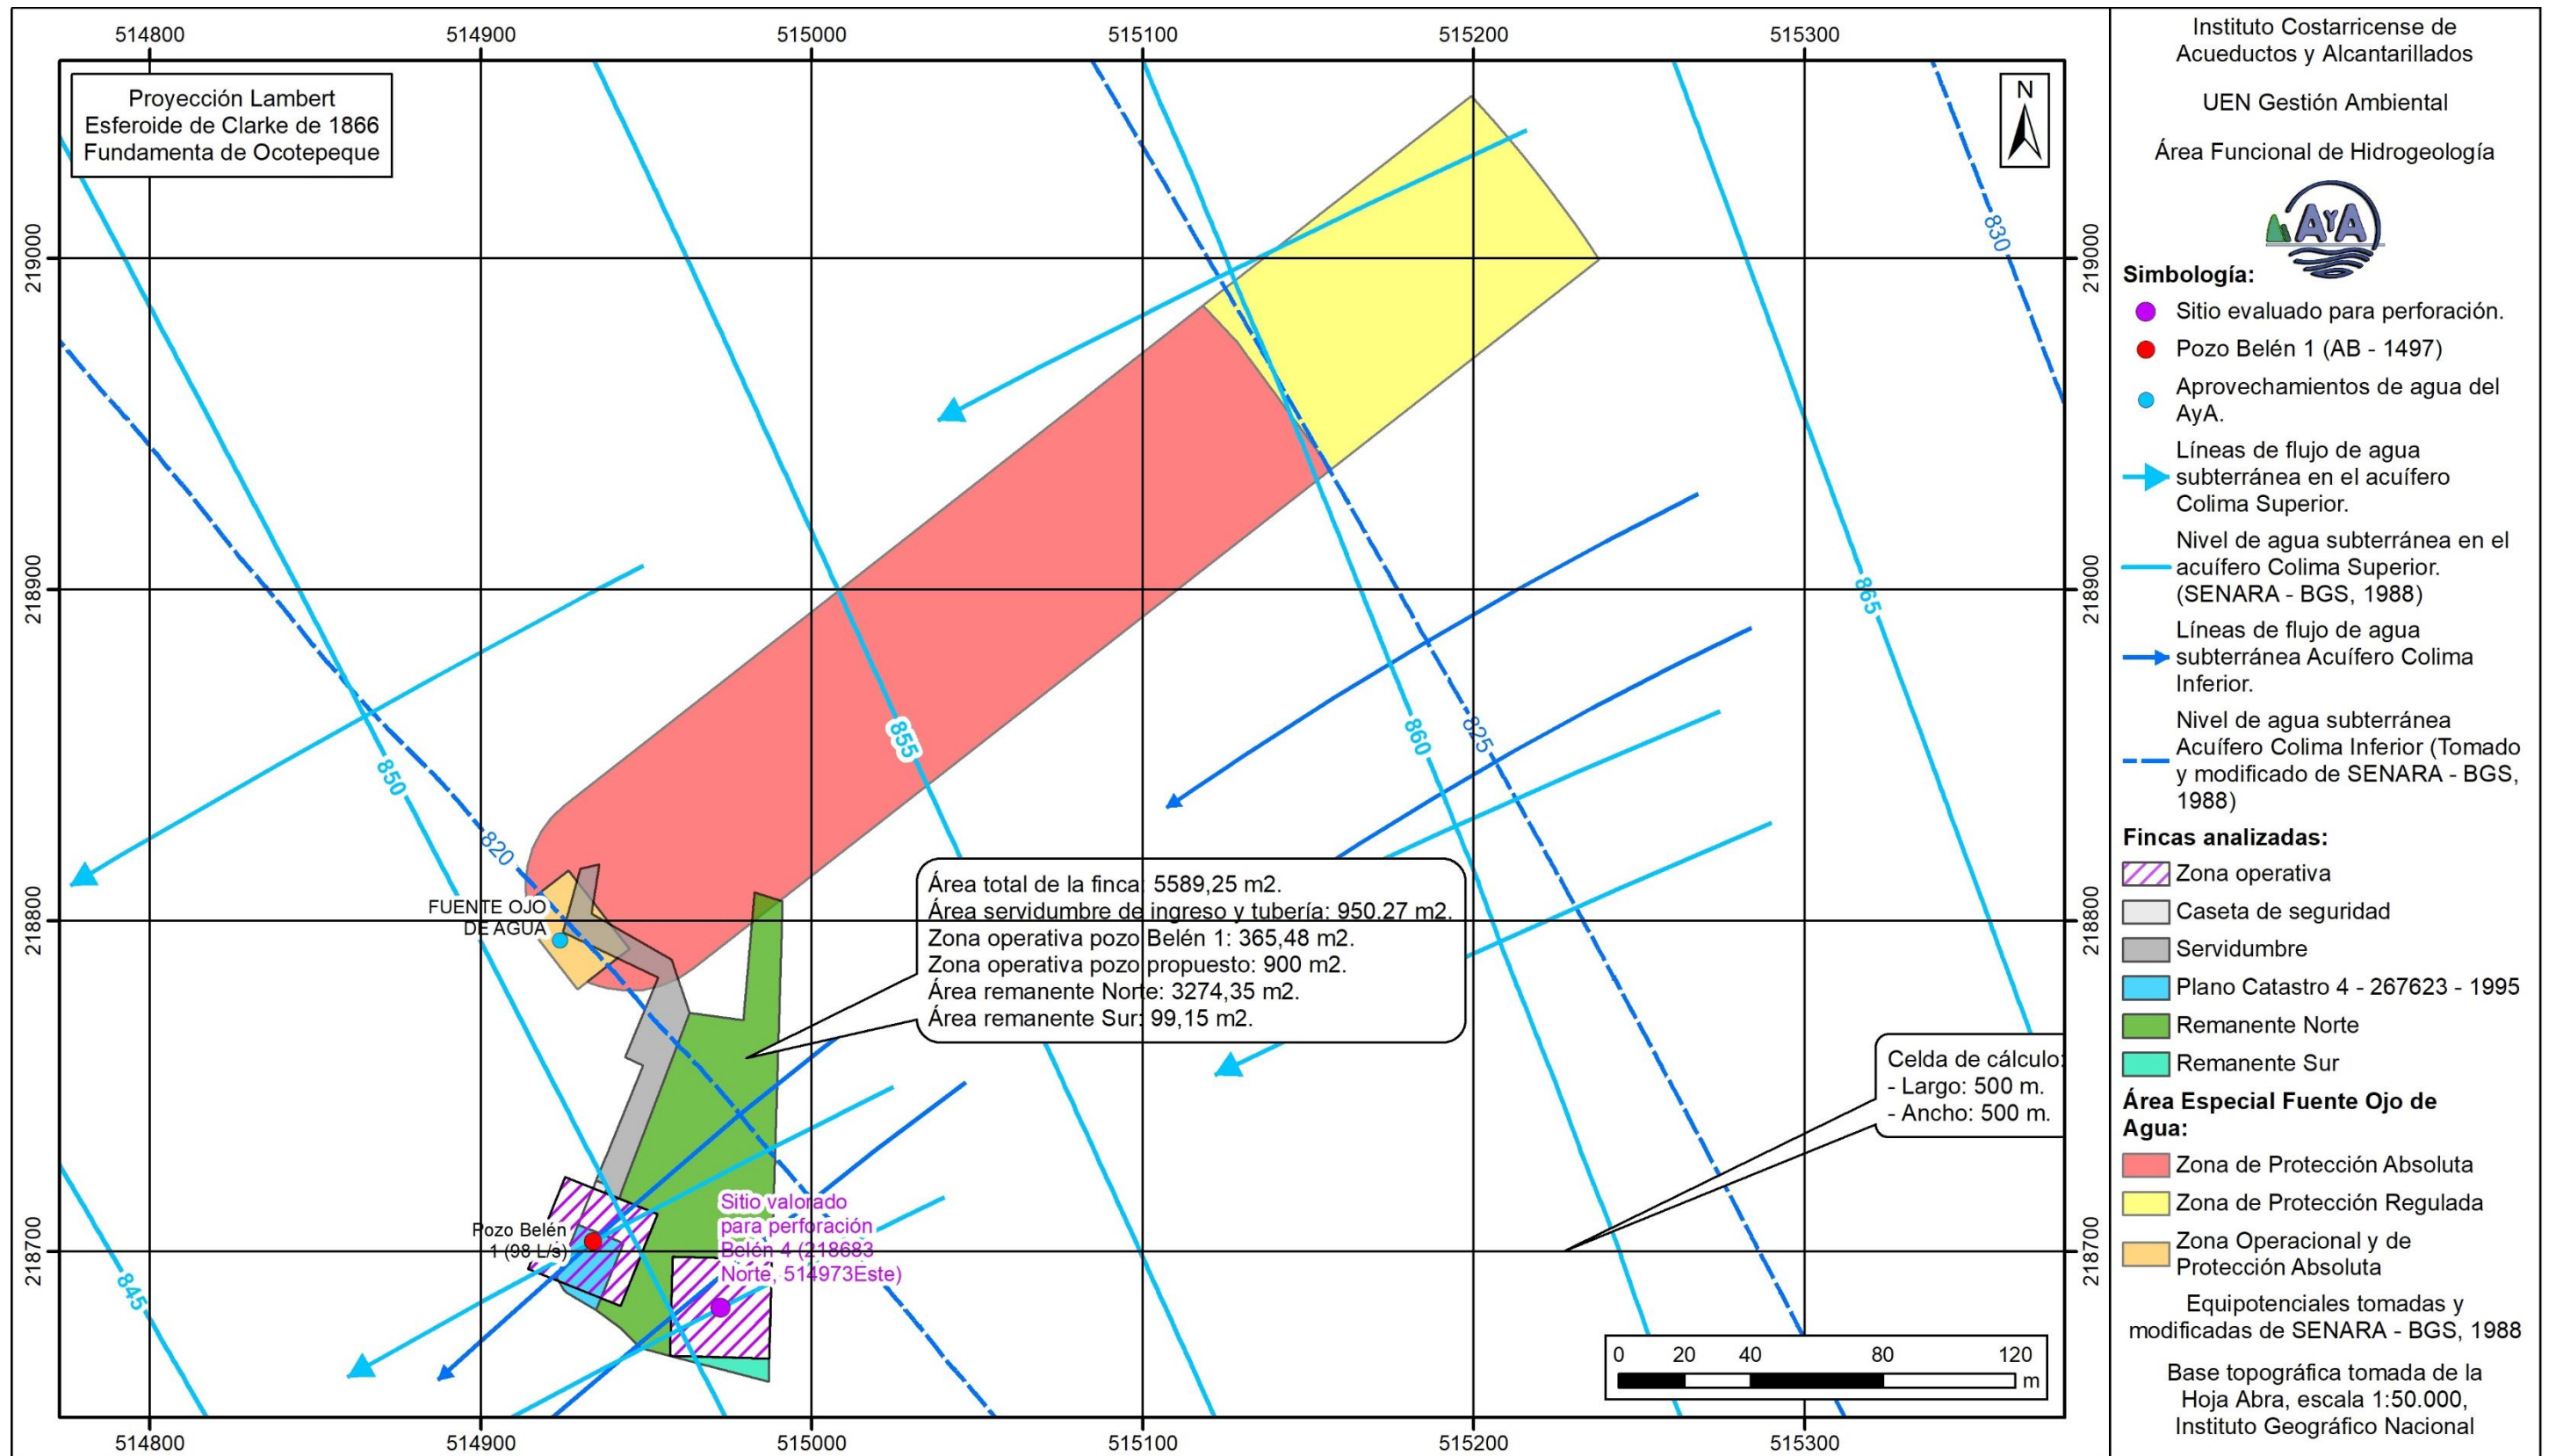 514800
514900
515000
515100
515200
515300
Proyección Lambert
Esferoide de Clarke de 1866
Fundamenta de Ocotepeque
N
219000
219000
218900
218900
218800
218800
218700
218700
830
865
860
825
855
850
820
845
FUENTE OJO
DE AGUA
Área total de la finca: 5589,25 m2.
Área servidumbre de ingreso y tubería: 950.27 m2.
Zona operativa pozo Belén 1: 365,48 m2.
Zona operativa pozo propuesto: 900 m2.
Área remanente Norte: 3274,35 m2.
Área remanente Sur: 99,15 m2.
Celda de cálculo:
- Largo: 500 m.
- Ancho: 500 m.
Pozo Belén
1 (98 L/s)
Sitio valorado
para perforación
Belén 4 (218683
Norte, 514973Este)
0 20 40 80 120
m
514800
514900
515000
515100
515200
515300
Instituto Costarricense de
Acueductos y Alcantarillados
UEN Gestión Ambiental
Área Funcional de Hidrogeología
AyA
Simbología:
Sitio evaluado para perforación.
Pozo Belén 1 (AB - 1497)
Aprovechamientos de agua del
AyA.
Líneas de flujo de agua
subterránea en el acuífero
Colima Superior.
Nivel de agua subterránea en el
acuífero Colima Superior.
(SENARA - BGS, 1988)
Líneas de flujo de agua
subterránea Acuífero Colima
Inferior.
Nivel de agua subterránea
Acuífero Colima Inferior (Tomado
y modificado de SENARA - BGS,
1988)
Fincas analizadas:
Zona operativa
Caseta de seguridad
Servidumbre
Plano Catastro 4 - 267623 - 1995
Remanente Norte
Remanente Sur
Área Especial Fuente Ojo de
Agua:
Zona de Protección Absoluta
Zona de Protección Regulada
Zona Operacional y de
Protección Absoluta
Equipotenciales tomadas y
modificadas de SENARA - BGS, 1988
Base topográfica tomada de la
Hoja Abra, escala 1:50.000,
Instituto Geográfico Nacional